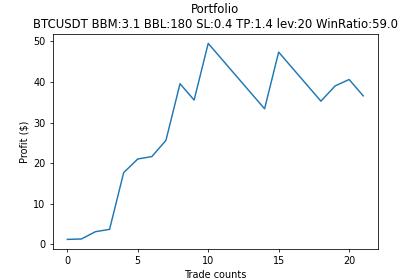 Portfolio
BTCUSDT BBM:3.1 BBL:180 SL:0.4 TP:1.4 lev:20 WinRatio:59.0
50
40
30
20
10
0
Profit ($)
0 5 10 15 20
Trade counts